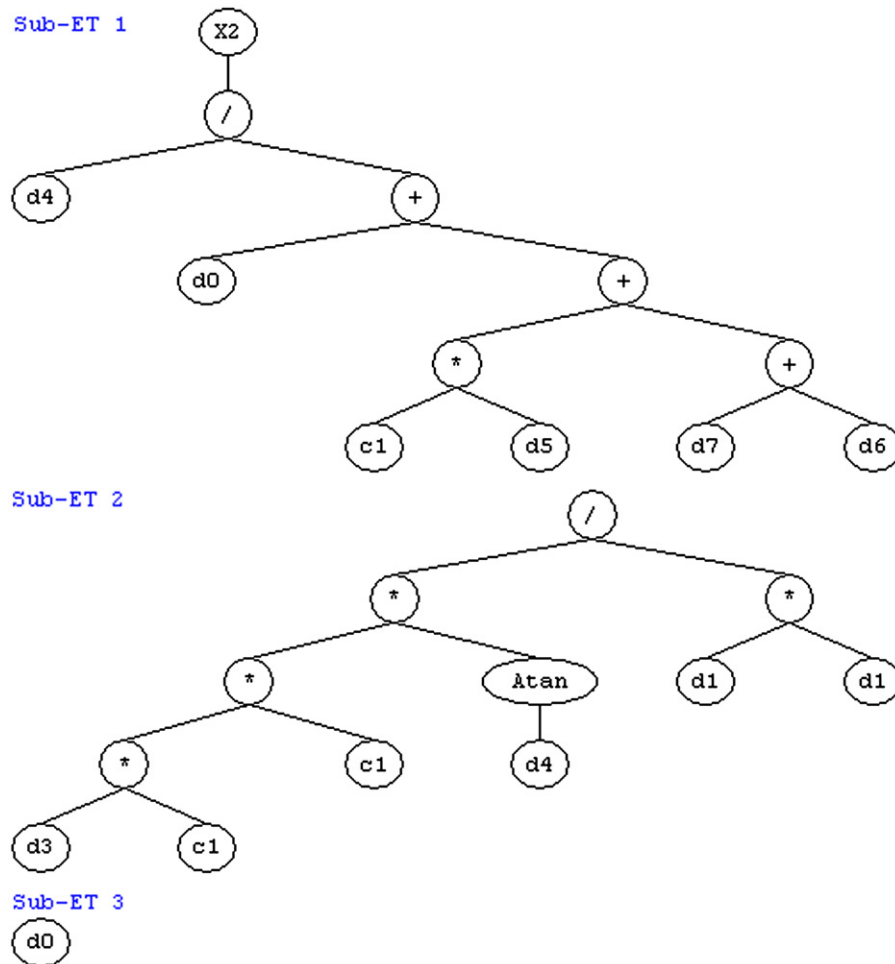 Sub-ET 1
X2
/
d4 +
d0 +
* +
c1 d5 d7 d6
Sub-ET 2
/
* *
* Atan d1 d1
* c1 d4
d3 c1
Sub-ET 3
d0